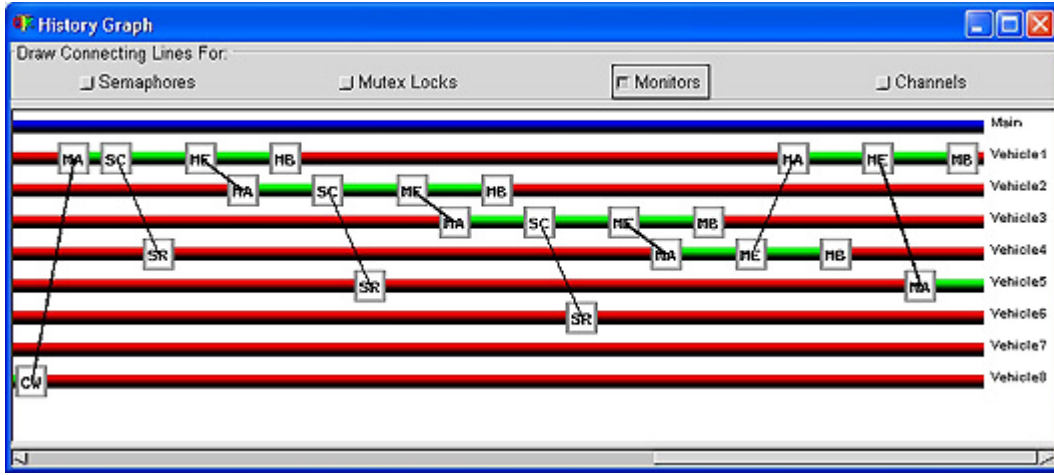 History Graph
Draw Connecting Lines For:
Semaphores Mutex Locks Monitors Channels
Main
MA SC ME MB MA ME MB Vehicle1
MA SC ME MB Vehicle2
MA SC ME MB Vehicle3
SR MA ME MB Vehicle4
SR MA Vehicle5
SR Vehicle6
Vehicle7
CW Vehicle8